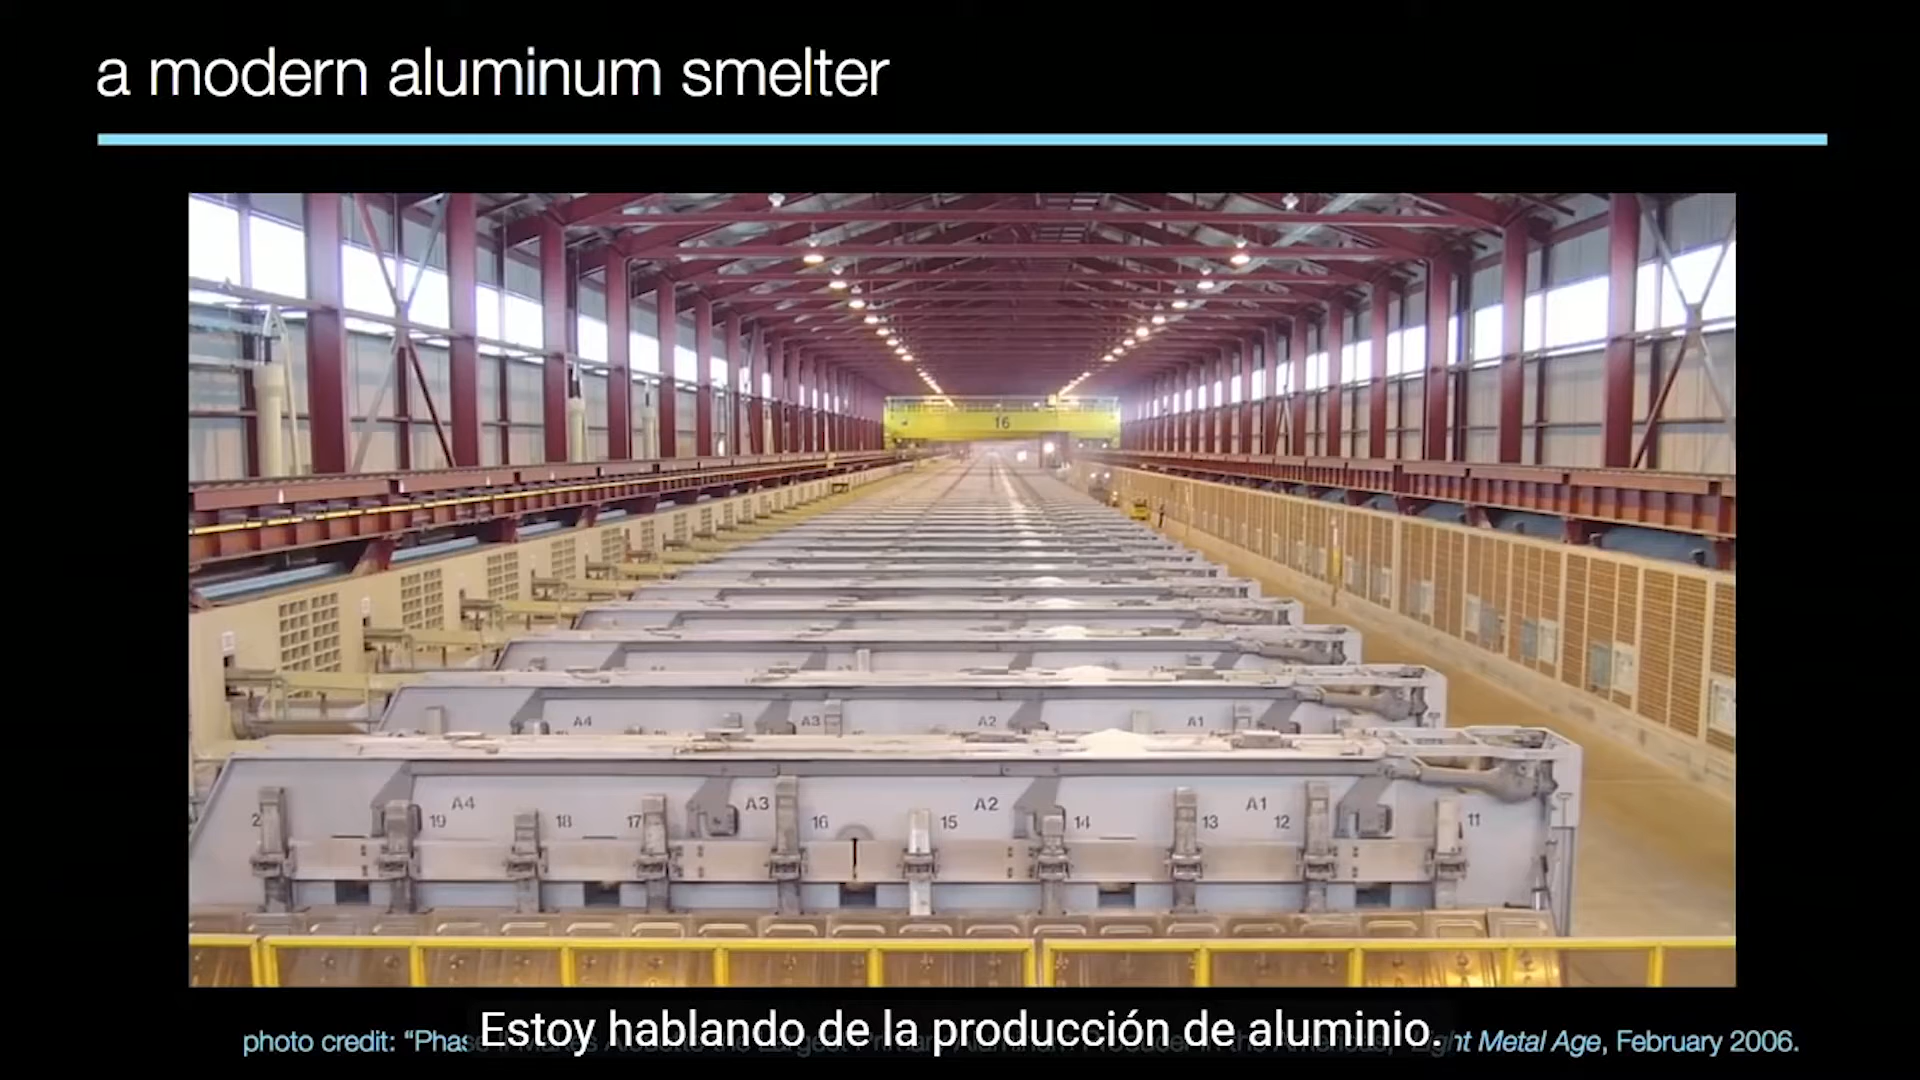 a modern aluminum smelter
16
A4 A3 A2 A1
A4 A3 A2 A1
19 18 17 16 15 14 13 12 11
Estoy hablando de la producción de aluminio.
photo credit: “Phase Metal Age, February 2006.